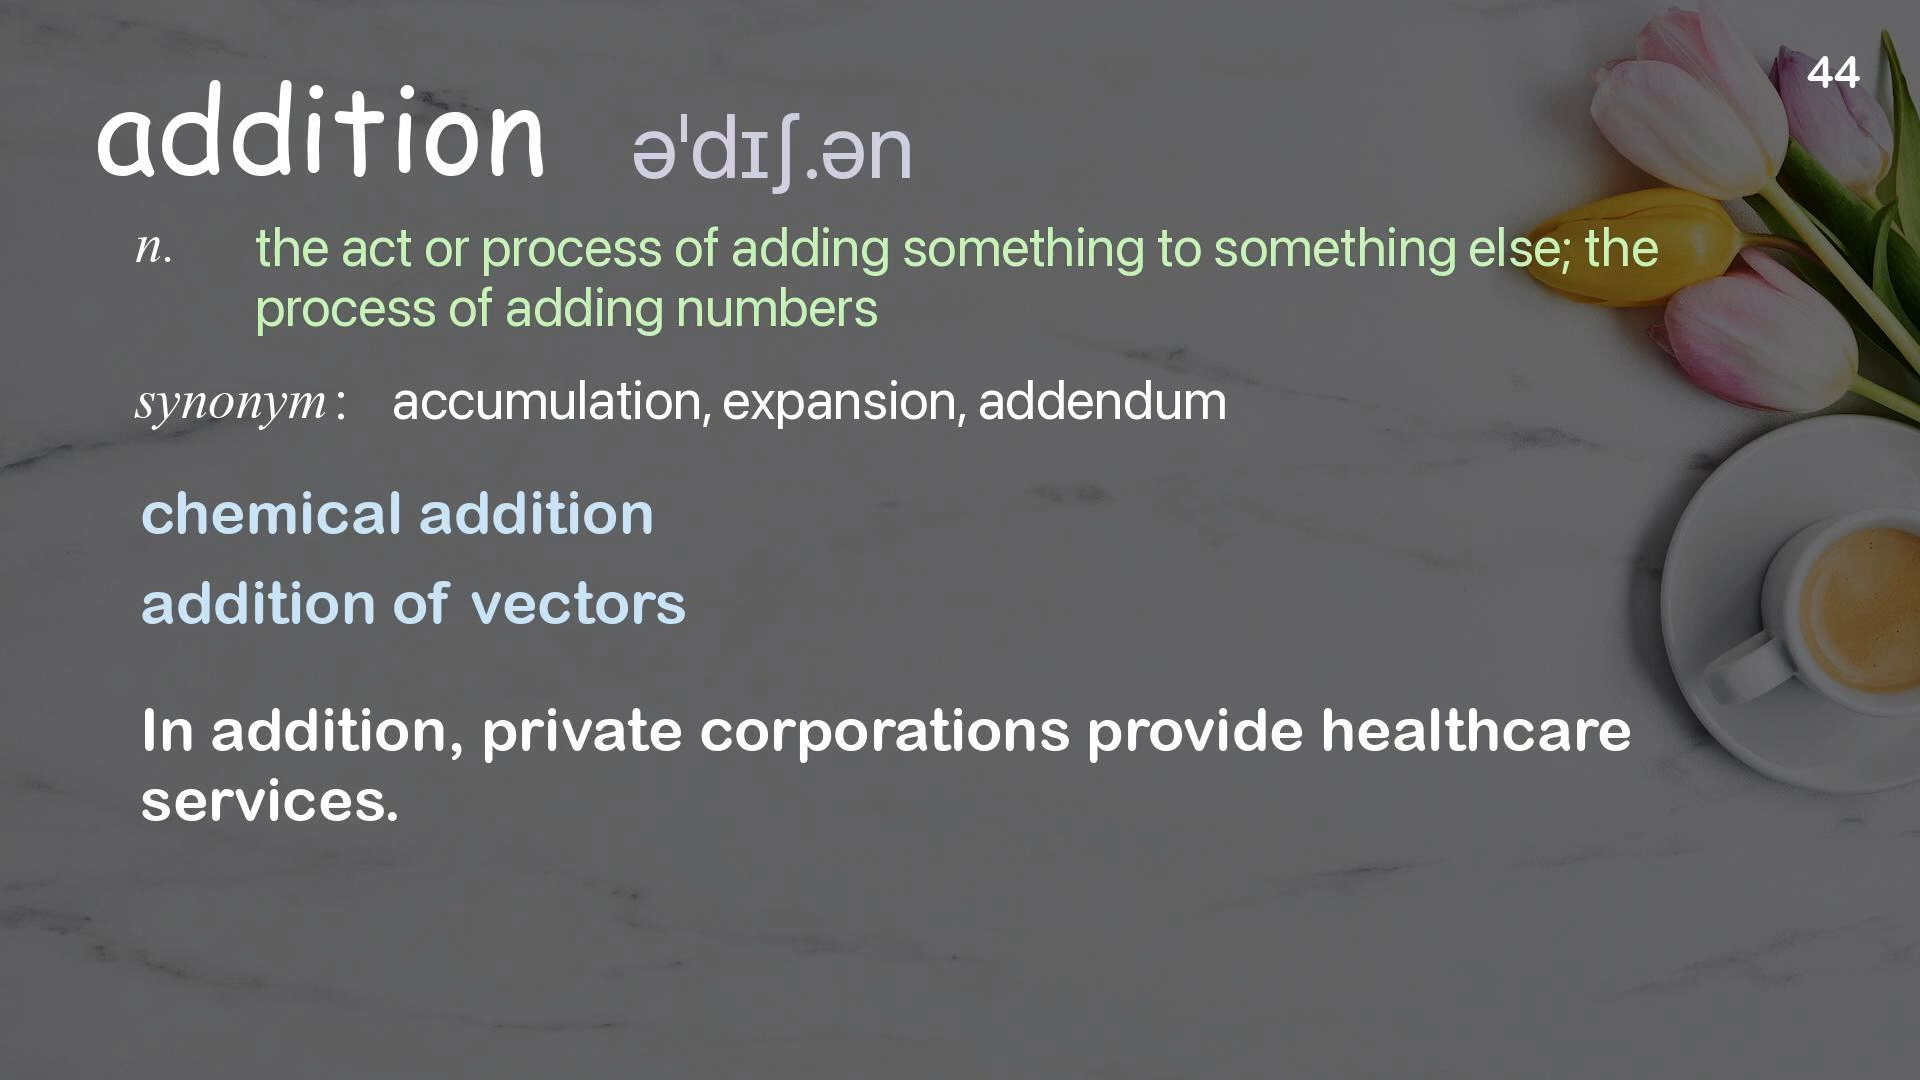 44
addition əˈdɪʃ.ən
n. the act or process of adding something to something else; the
process of adding numbers
synonym: accumulation, expansion, addendum
chemical addition
addition of vectors
In addition, private corporations provide healthcare
services.